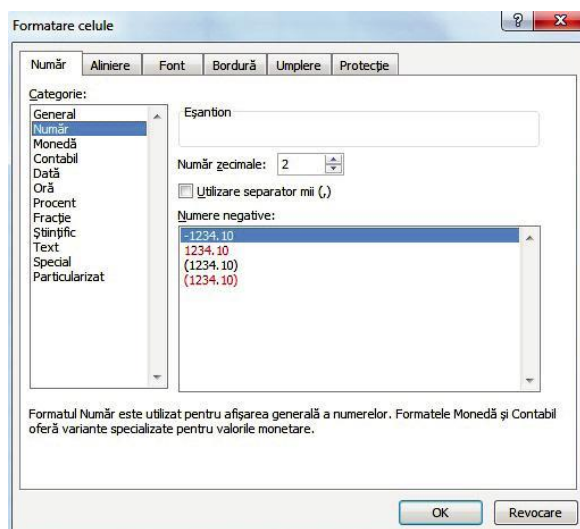 Formatare celule
Număr Aliniere Font Bordură Umplere Protecție
Categorie:
General
Număr
Monedă
Contabil
Dată
Oră
Procent
Fracție
Științific
Text
Special
Particularizat
Eșantion
Număr zecimale: 2
Utilizare separator mii (,)
Numere negative:
-1234.10
1234.10
(1234.10)
(1234.10)
Formatul Număr este utilizat pentru afișarea generală a numerelor. Formatele Monedă și Contabil
oferă variante specializate pentru valorile monetare.
OK Revocare